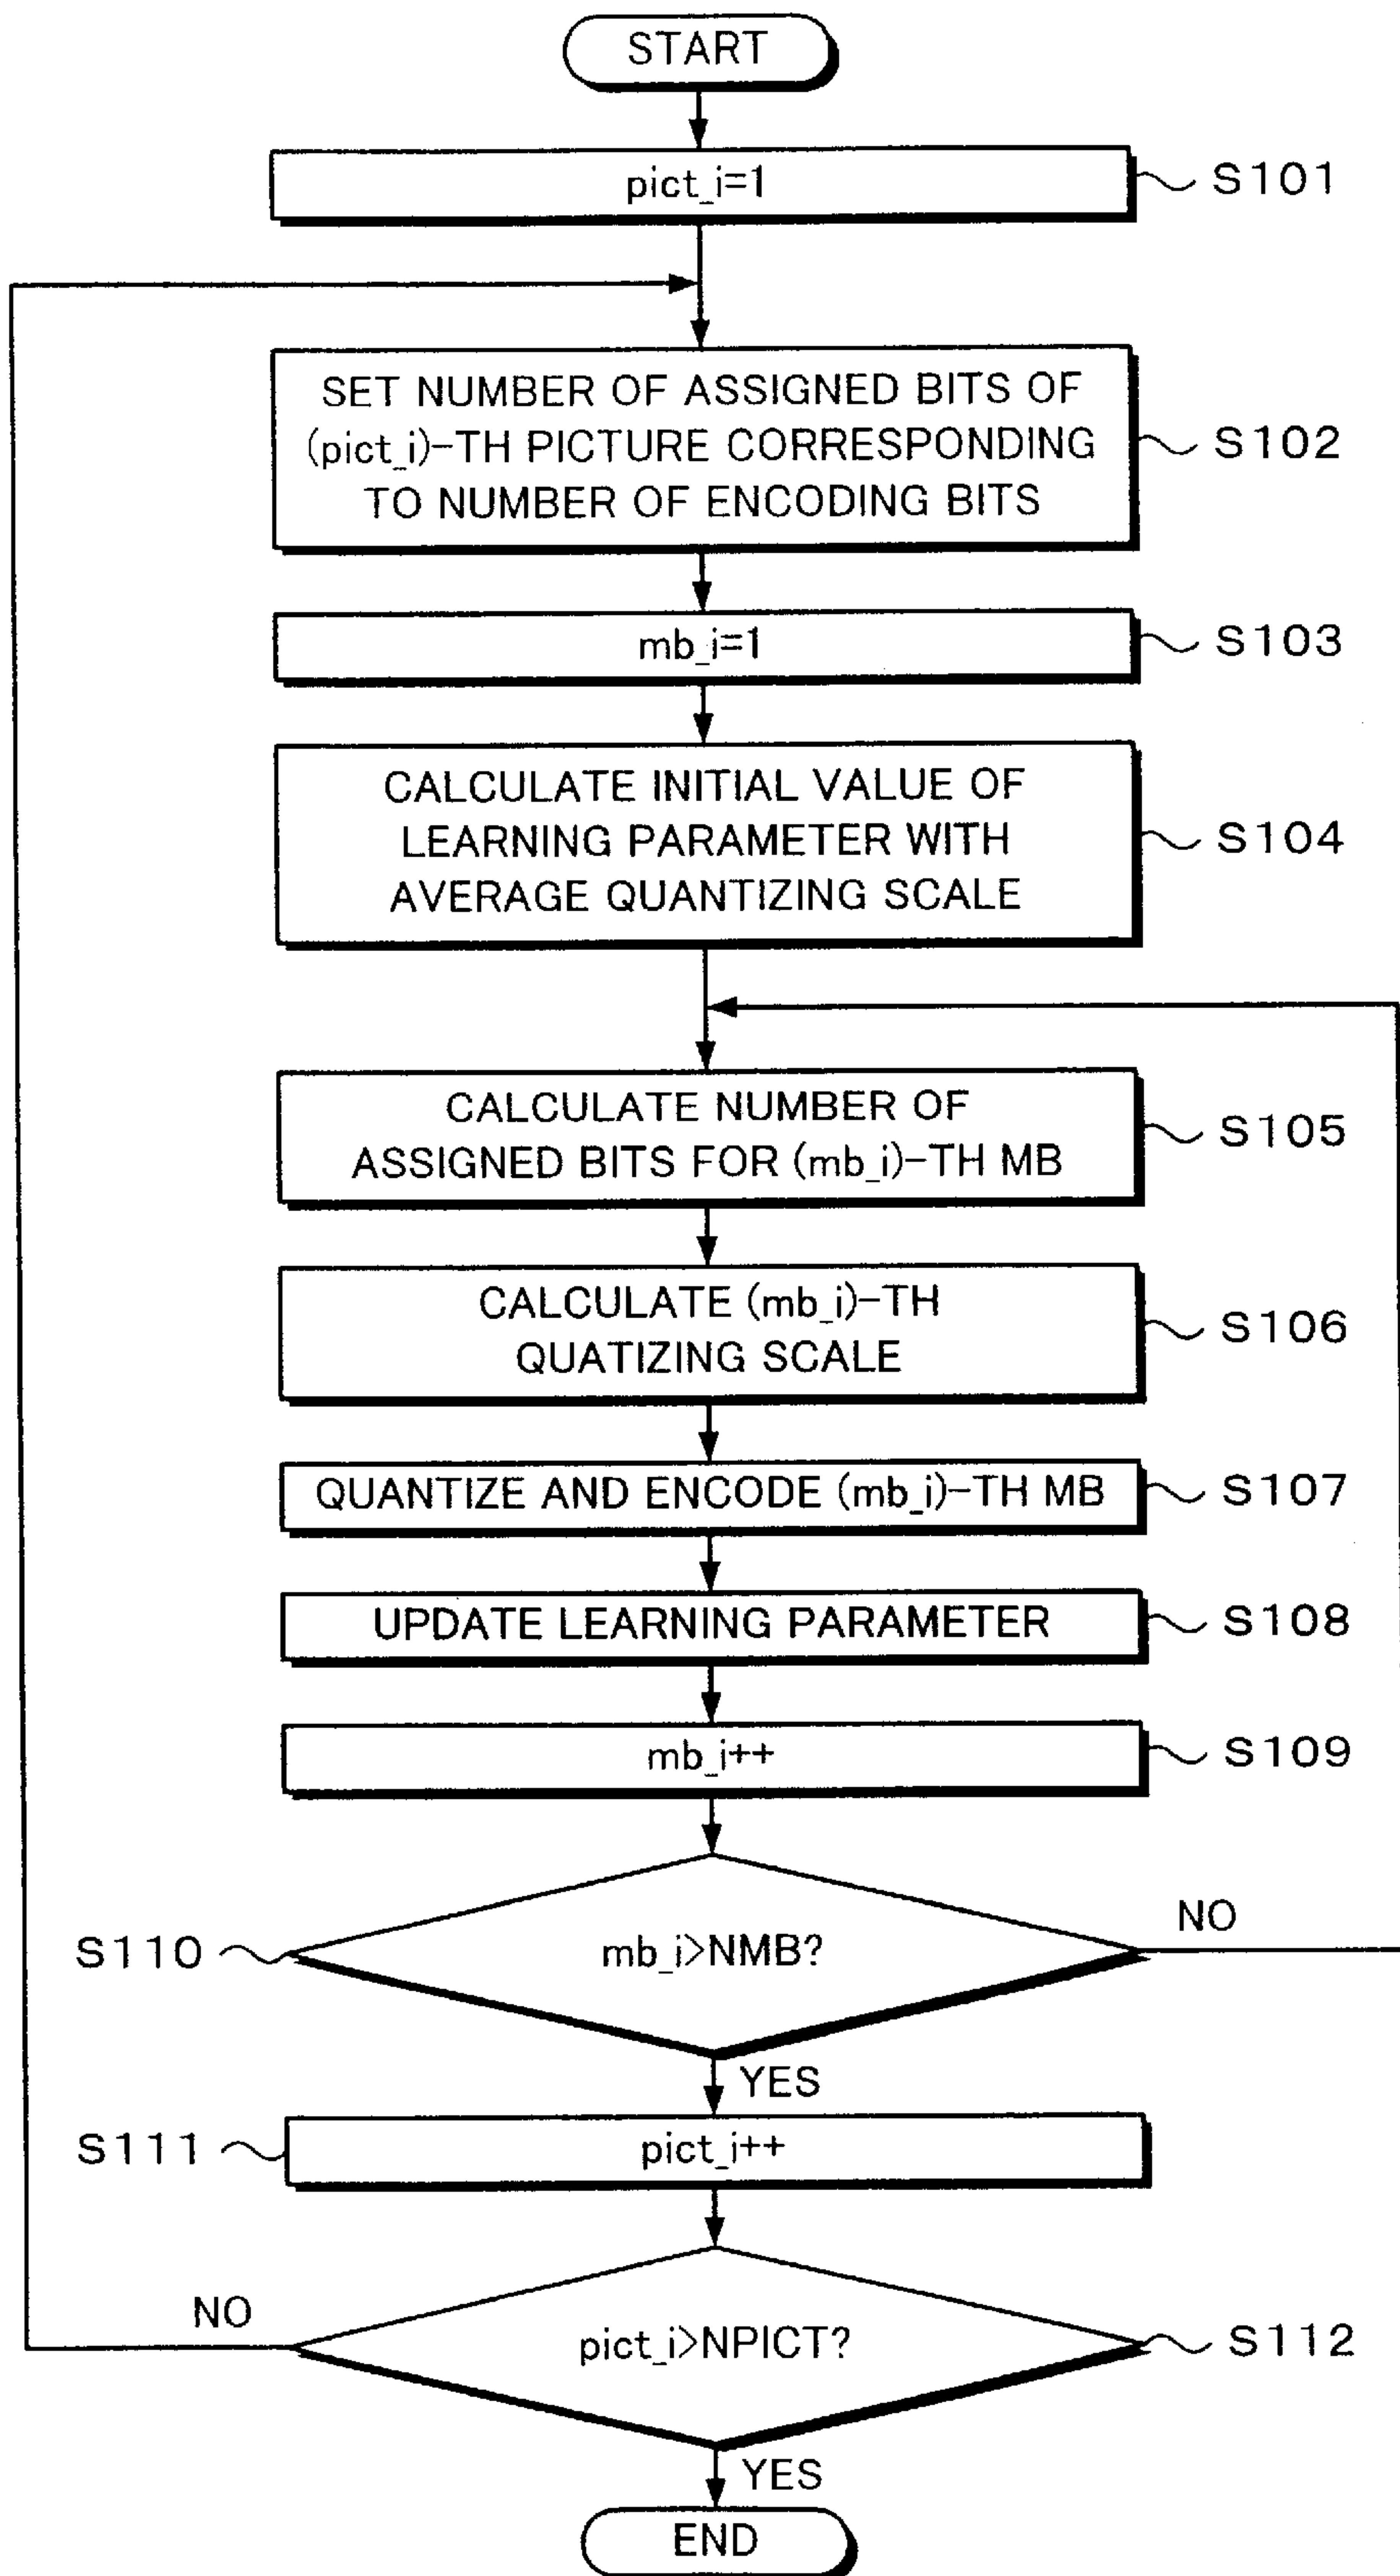 START
pict_i=1
S101
SET NUMBER OF ASSIGNED BITS OF
(pict_i)-TH PICTURE CORRESPONDING
TO NUMBER OF ENCODING BITS
S102
mb_i=1
S103
CALCULATE INITIAL VALUE OF
LEARNING PARAMETER WITH
AVERAGE QUANTIZING SCALE
S104
CALCULATE NUMBER OF
ASSIGNED BITS FOR (mb_i)-TH MB
S105
CALCULATE (mb_i)-TH
QUATIZING SCALE
S106
QUANTIZE AND ENCODE (mb_i)-TH MB
S107
UPDATE LEARNING PARAMETER
S108
mb_i++
S109
S110
mb_i>NMB?
NO
YES
S111
pict_i++
NO
pict_i>NPICT?
S112
YES
END